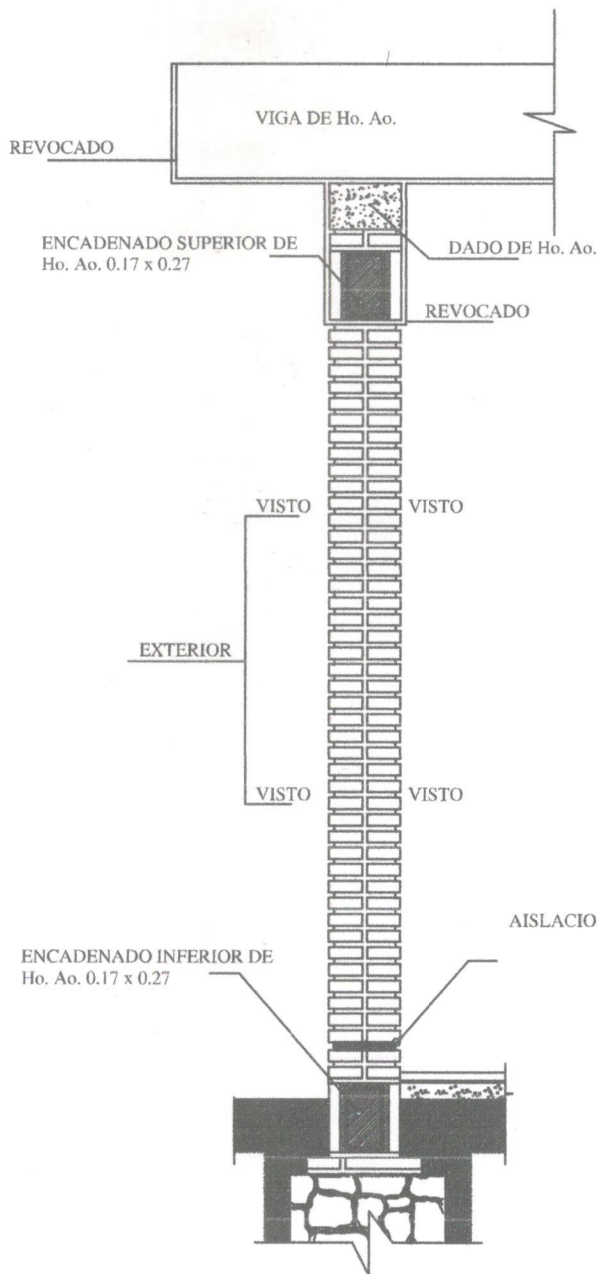 VIGA DE Ho. Ao.
REVOCADO
ENCADENADO SUPERIOR DE
Ho. Ao. 0.17 x 0.27
DADO DE Ho. Ao.
REVOCADO
VISTO
VISTO
EXTERIOR
VISTO
VISTO
AISLACIO
ENCADENADO INFERIOR DE
Ho. Ao. 0.17 x 0.27